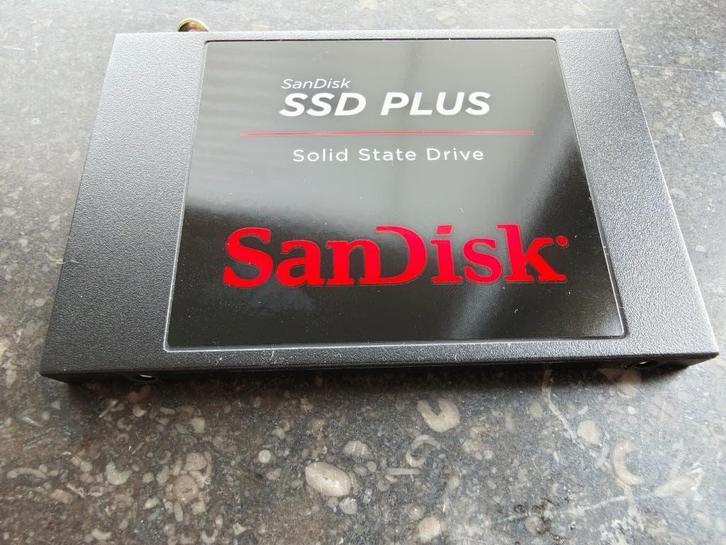 SanDisk
SSD PLUS
Solid State Drive
SanDisk®